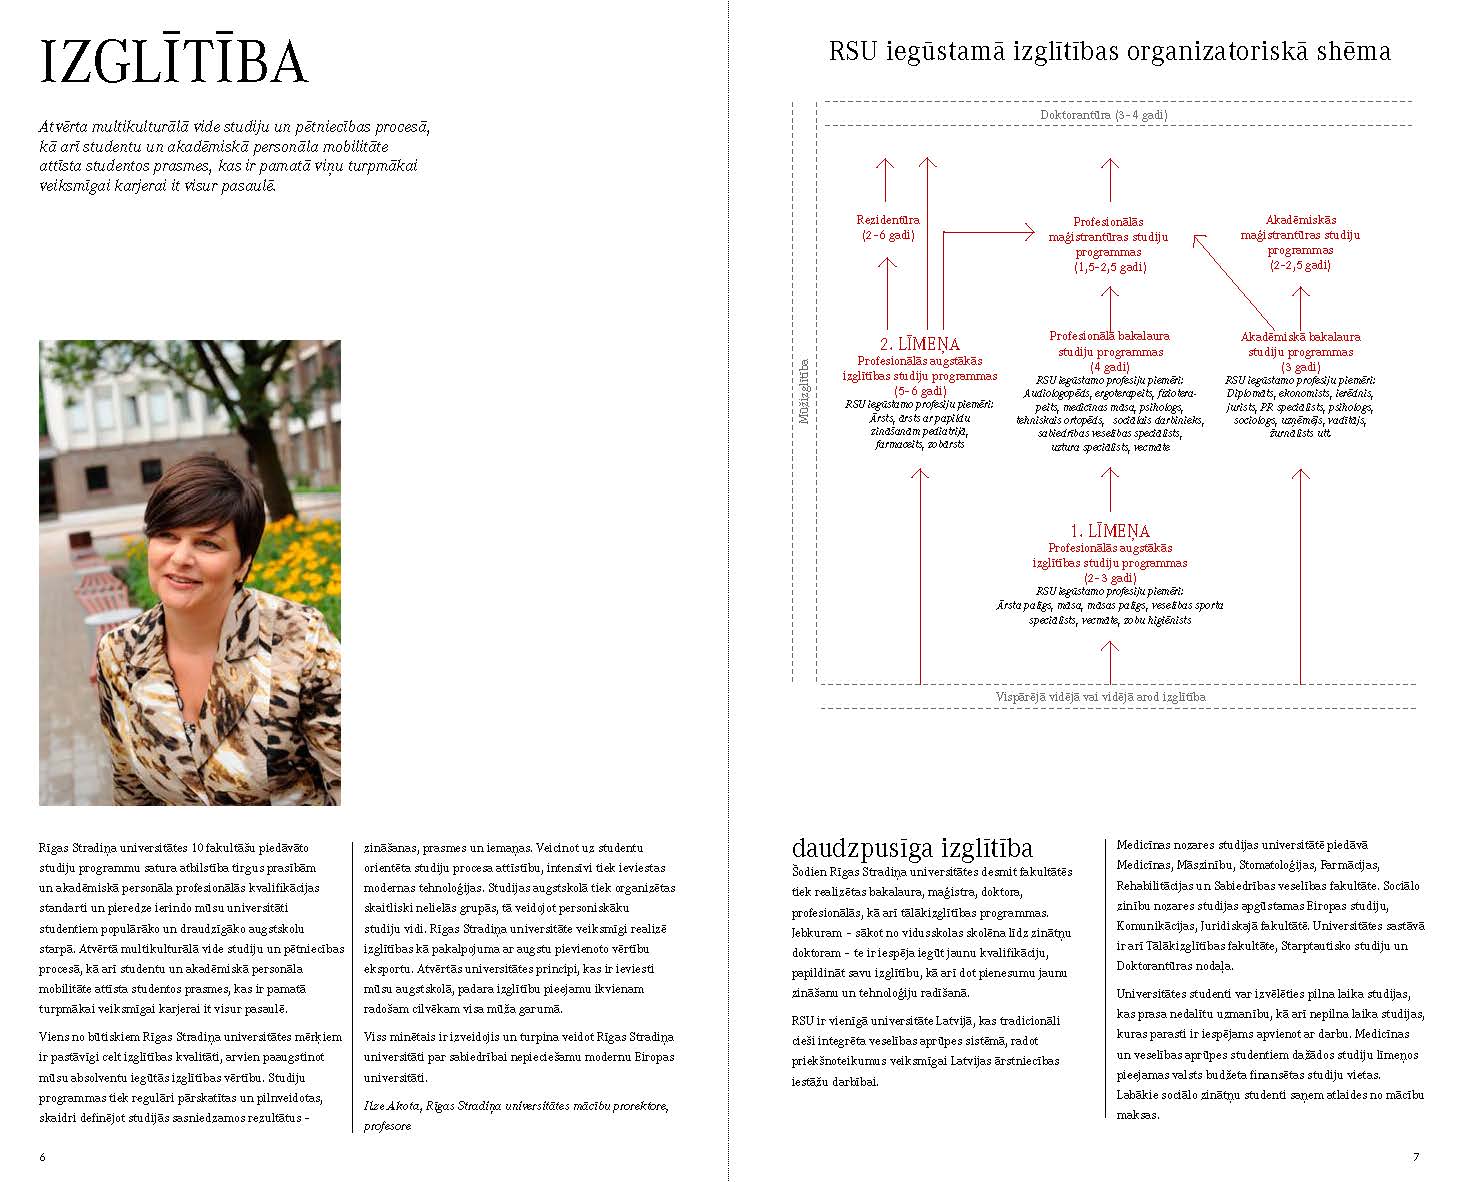 IZGLĪTĪBA
Atvērta multikulturālā vide studiju un pētniecības procesā,
kā arī studentu un akadēmiskā personāla mobilitāte
attīsta studentos prasmes, kas ir pamatā viņu turpmākai
veiksmīgai karjerai it visur pasaulē.
Rīgas Stradiņa universitātes 10 fakultāšu piedāvāto
studiju programmu satura atbilstība tirgus prasībām
un akadēmiskā personāla profesionālās kvalifikācijas
standarti un pieredze ierindo mūsu universitāti
studentiem populārāko un draudzīgāko augstskolu
starpā. Atvērtā multikulturālā vide studiju un pētniecības
procesā, kā arī studentu un akadēmiskā personāla
mobilitāte attīsta studentos prasmes, kas ir pamatā
turpmākai veiksmīgai karjerai it visur pasaulē.
Viens no būtiskiem Rīgas Stradiņa universitātes mērķiem
ir pastāvīgi celt izglītības kvalitāti, arvien paaugstinot
mūsu absolventu iegūtās izglītības vērtību. Studiju
programmas tiek regulāri pārskatītas un pilnveidotas,
skaidri definējot studijās sasniedzamos rezultātus –
zināšanas, prasmes un iemaņas. Veicinot uz studentu
orientēta studiju procesa attīstību, intensīvi tiek ieviestas
modernas tehnoloģijas. Studijas augstskolā tiek organizētas
skaitliski nelielās grupās, tā veidojot personiskāku
studiju vidi. Rīgas Stradiņa universitāte veiksmīgi realizē
izglītības kā pakalpojuma ar augstu pievienoto vērtību
eksportu. Atvērtās universitātes principi, kas ir ieviesti
mūsu augstskolā, padara izglītību pieejamu ikvienam
radošam cilvēkam visa mūža garumā.
Viss minētais ir izveidojis un turpina veidot Rīgas Stradiņa
universitāti par sabiedrībai nepieciešamu modernu Eiropas
universitāti.
Ilze Akota, Rīgas Stradiņa universitātes mācību prorektore,
profesore
6
RSU iegūstamā izglītības organizatoriskā shēma
Doktorantūra (3–4 gadi)
Mūžizglītība
Rezidentūra
(2–6 gadi)
Profesionālās
maģistrantūras studiju
programmas
(1,5–2,5 gadi)
Akadēmiskās
maģistrantūras studiju
programmas
(2–2,5 gadi)
2. LĪMEŅA
Profesionālās augstākās
izglītības studiju programmas
(5–6 gadi)
RSU iegūstamo profesiju piemēri:
Ārsts, ārsts ar papildu
zināšanām pediatrijā,
farmaceits, zobārsts
Profesionālā bakalaura
studiju programmas
(4 gadi)
RSU iegūstamo profesiju piemēri:
Audiologopēds, ergoterapeits, fiziotera-
peits, medicīnas māsa, psihologs,
tehniskais ortopēds, sociālais darbinieks,
sabiedrības veselības speciālists,
uztura speciālists, vecmāte
Akadēmiskā bakalaura
studiju programmas
(3 gadi)
RSU iegūstamo profesiju piemēri:
Diplomāts, ekonomists, ierēdnis,
jurists, PR speciālists, psihologs,
sociologs, uzņēmējs, vadītājs,
žurnālists utt.
1. LĪMEŅA
Profesionālās augstākās
izglītības studiju programmas
(2–3 gadi)
RSU iegūstamo profesiju piemēri:
Ārsta palīgs, māsa, māsas palīgs, veselības sporta
speciālists, vecmāte, zobu higiēnists
Vispārējā vidējā vai vidējā arod izglītība
daudzpusīga izglītība
Šodien Rīgas Stradiņa universitātes desmit fakultātēs
tiek realizētas bakalaura, maģistra, doktora,
profesionālās, kā arī tālākizglītības programmas.
Jebkuram – sākot no vidusskolas skolēna līdz zinātņu
doktoram – te ir iespēja iegūt jaunu kvalifikāciju,
papildināt savu izglītību, kā arī dot pienesumu jaunu
zināšanu un tehnoloģiju radīšanā.
RSU ir vienīgā universitāte Latvijā, kas tradicionāli
cieši integrēta veselības aprūpes sistēmā, radot
priekšnoteikumus veiksmīgai Latvijas ārstniecības
iestāžu darbībai.
Medicīnas nozares studijas universitātē piedāvā
Medicīnas, Māszinību, Stomatoloģijas, Farmācijas,
Rehabilitācijas un Sabiedrības veselības fakultāte. Sociālo
zinību nozares studijas apgūstamas Eiropas studiju,
Komunikācijas, Juridiskajā fakultātē. Universitātes sastāvā
ir arī Tālākizglītības fakultāte, Starptautisko studiju un
Doktorantūras nodaļa.
Universitātes studenti var izvēlēties pilna laika studijas,
kas prasa nedalītu uzmanību, kā arī nepilna laika studijas,
kuras parasti ir iespējams apvienot ar darbu. Medicīnas
un veselības aprūpes studentiem dažādos studiju līmeņos
pieejamas valsts budžeta finansētas studiju vietas.
Labākie sociālo zinātņu studenti saņem atlaides no mācību
maksas.
7